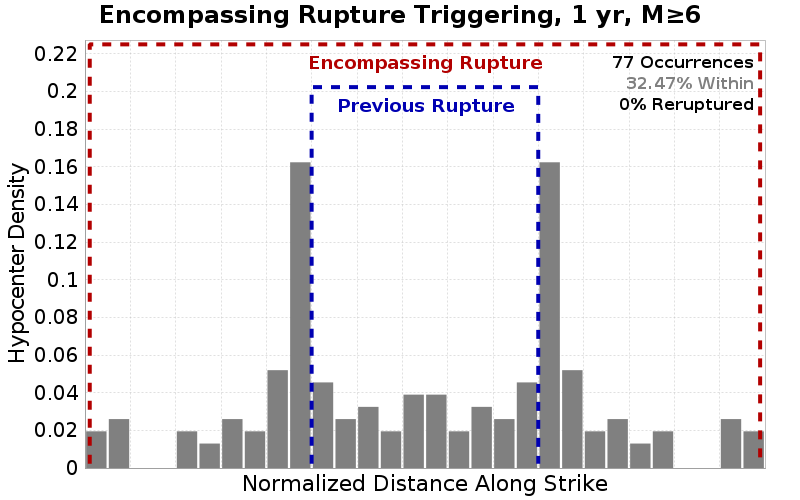 Encompassing Rupture Triggering, 1 yr, M≥6
Hypocenter Density
0.22
0.2
0.18
0.16
0.14
0.12
0.1
0.08
0.06
0.04
0.02
0
Encompassing Rupture
Previous Rupture
77 Occurrences
32.47% Within
0% Reruptured
Normalized Distance Along Strike